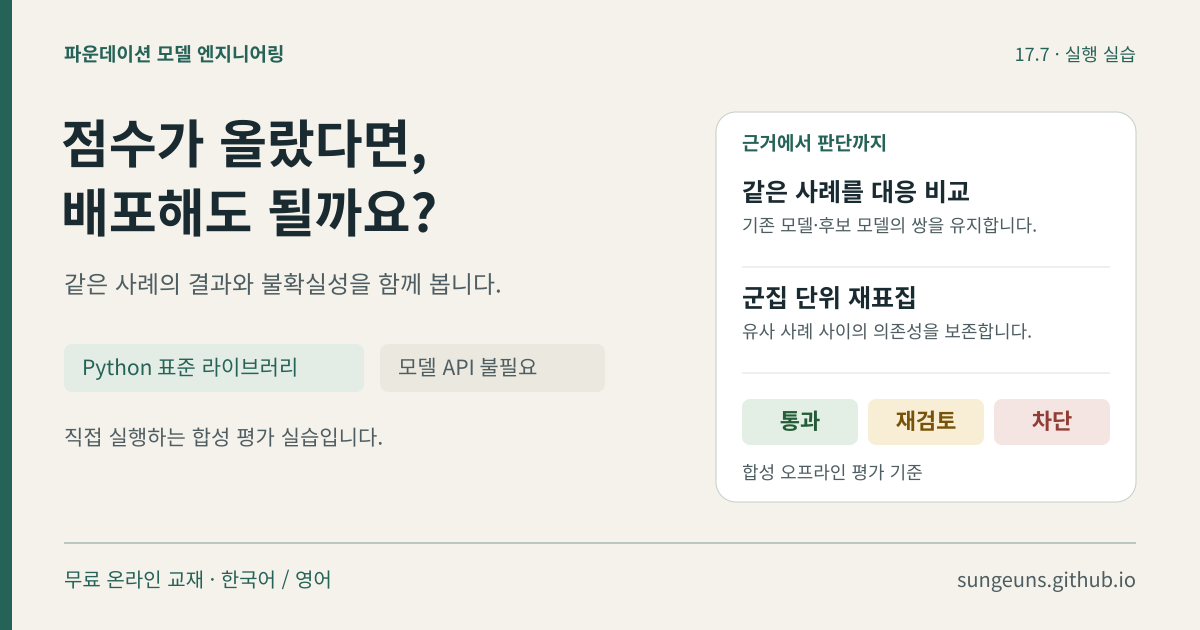 파운데이션 모델 엔지니어링
17.7 · 실행 실습
점수가 올랐다면,
배포해도 될까요?
같은 사례의 결과와 불확실성을 함께 봅니다.
Python 표준 라이브러리
모델 API 불필요
직접 실행하는 합성 평가 실습입니다.
근거에서 판단까지
같은 사례를 대응 비교
기존 모델·후보 모델의 쌍을 유지합니다.
군집 단위 재표집
유사 사례 사이의 의존성을 보존합니다.
통과
재검토
차단
합성 오프라인 평가 기준
무료 온라인 교재 · 한국어 / 영어
sungeuns.github.io